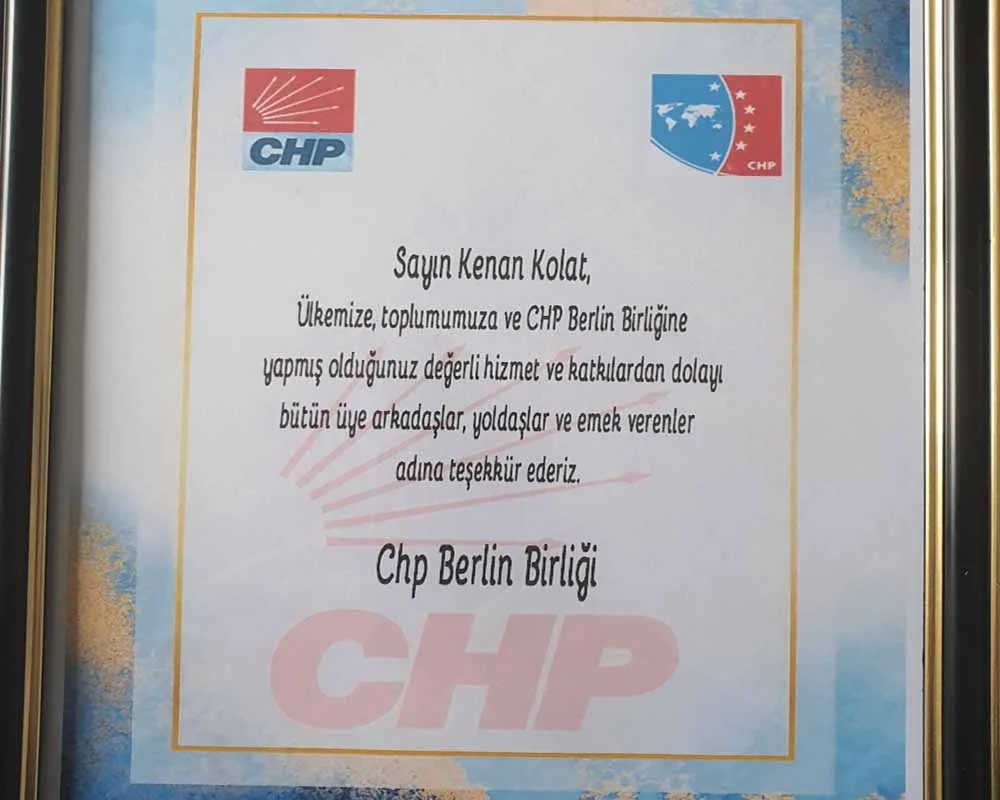 CHP
CHP
Sayın Kenan Kolat,
Ülkemize, toplumumuza ve CHP Berlin Birliğine
yapmış olduğunuz değerli hizmet ve katkılardan dolayı
bütün üye arkadaşlar, yoldaşlar ve emek verenler
adına teşekkür ederiz.
Chp Berlin Birliği
CHP